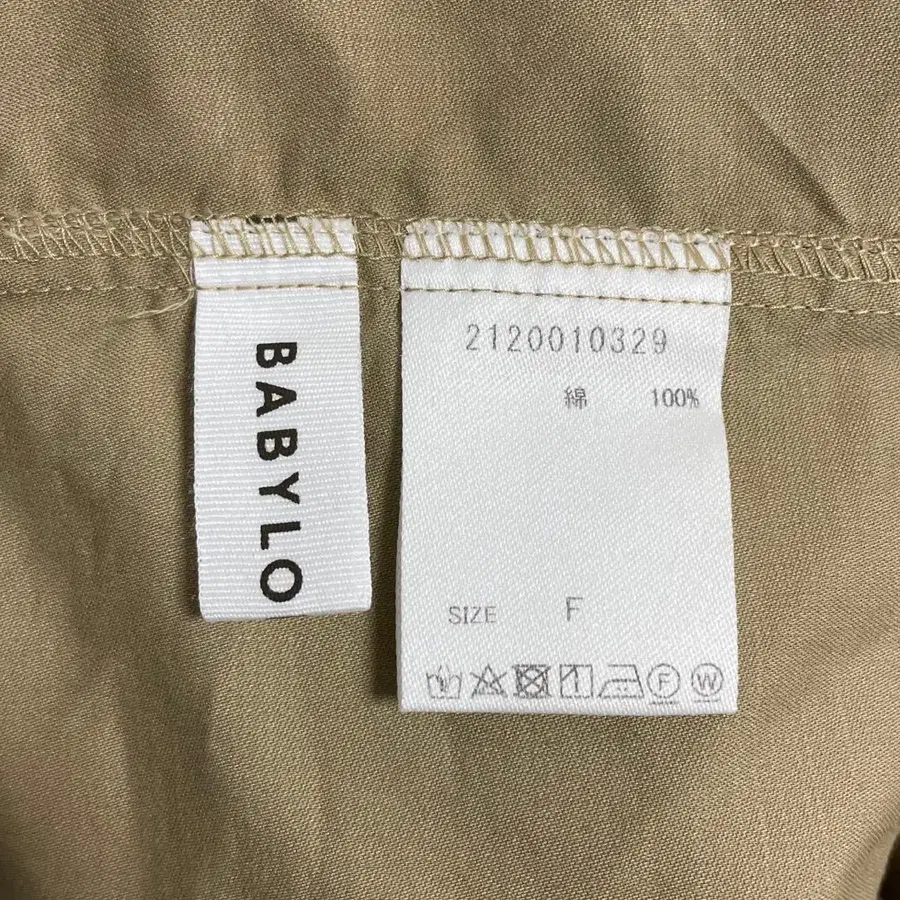 BABYLO
2120010329
綿 100%
SIZE F
F W